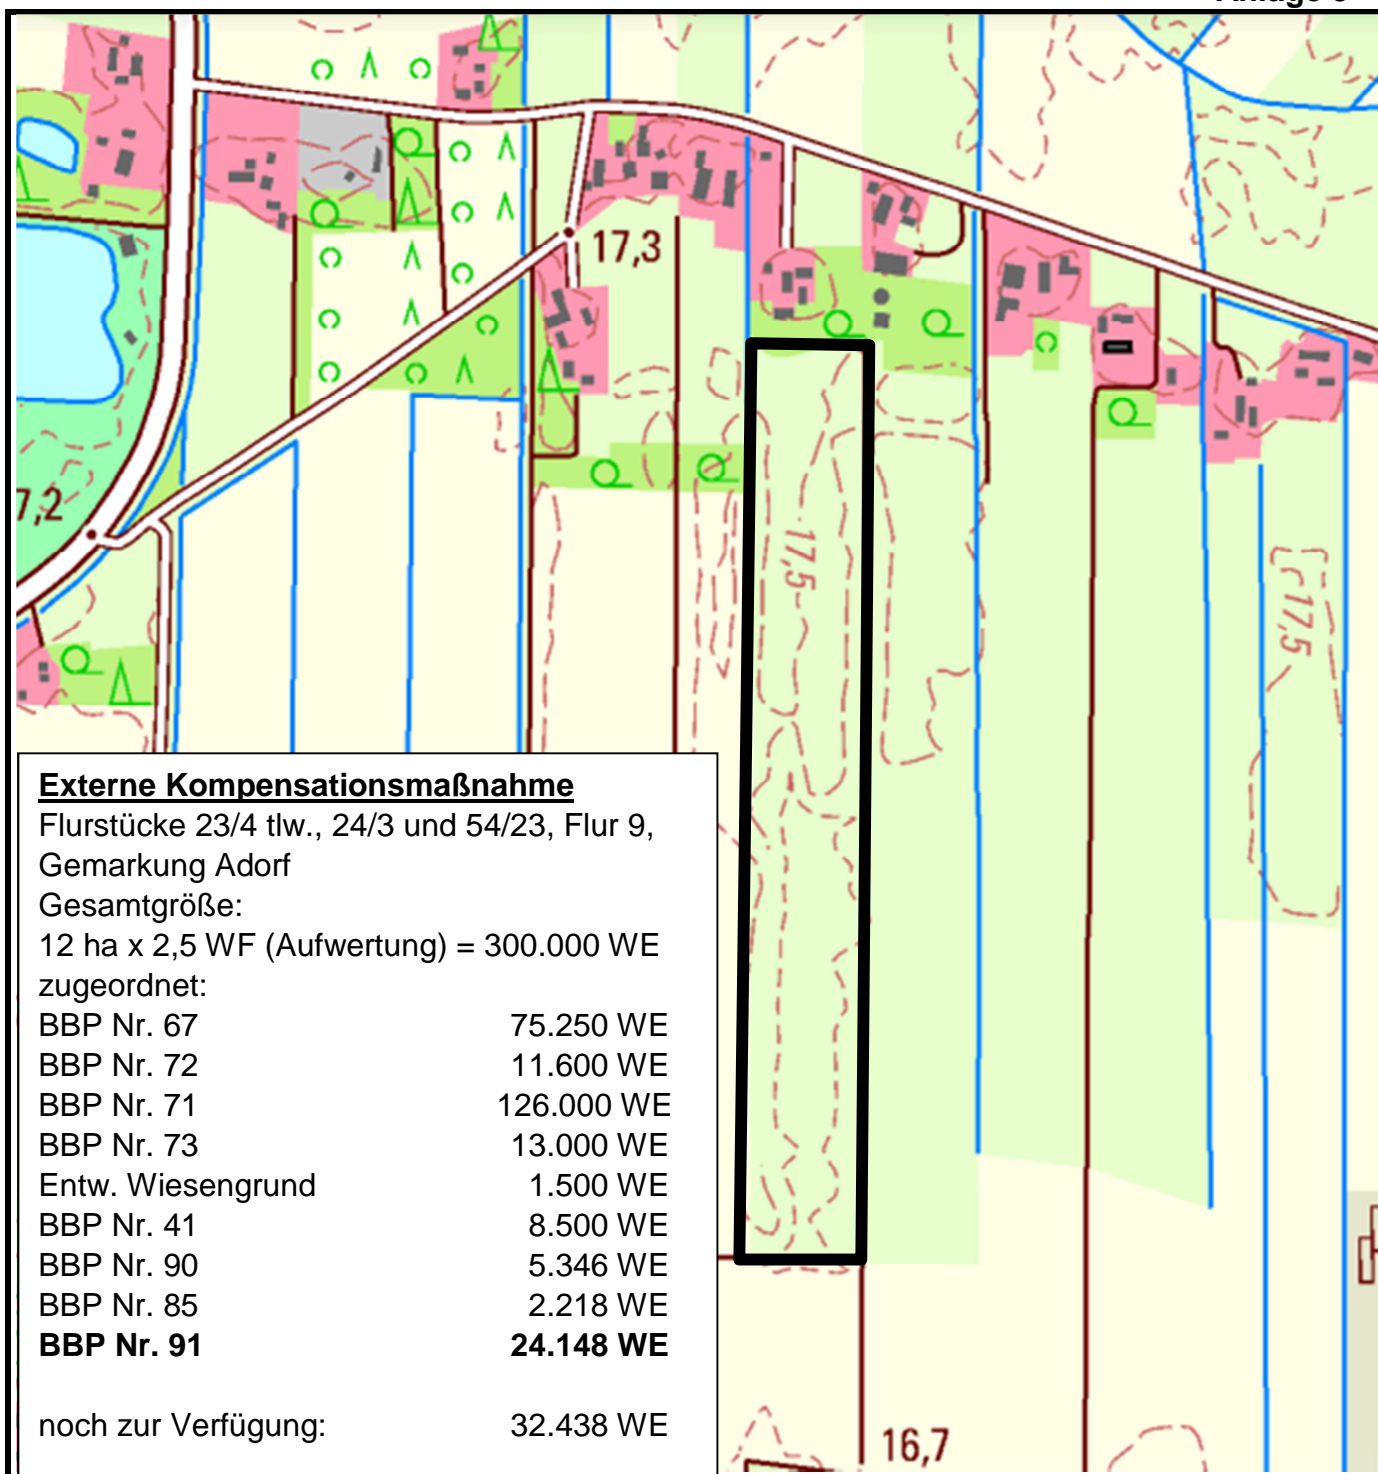 17,3
7,2
17,5
17,5
Externe Kompensationsmaßnahme
Flurstücke 23/4 tlw., 24/3 und 54/23, Flur 9,
Gemarkung Adorf
Gesamtgröße:
12 ha x 2,5 WF (Aufwertung) = 300.000 WE
zugeordnet:
BBP Nr. 67 75.250 WE
BBP Nr. 72 11.600 WE
BBP Nr. 71 126.000 WE
BBP Nr. 73 13.000 WE
Entw. Wiesengrund 1.500 WE
BBP Nr. 41 8.500 WE
BBP Nr. 90 5.346 WE
BBP Nr. 85 2.218 WE
BBP Nr. 91 24.148 WE
noch zur Verfügung: 32.438 WE
16,7